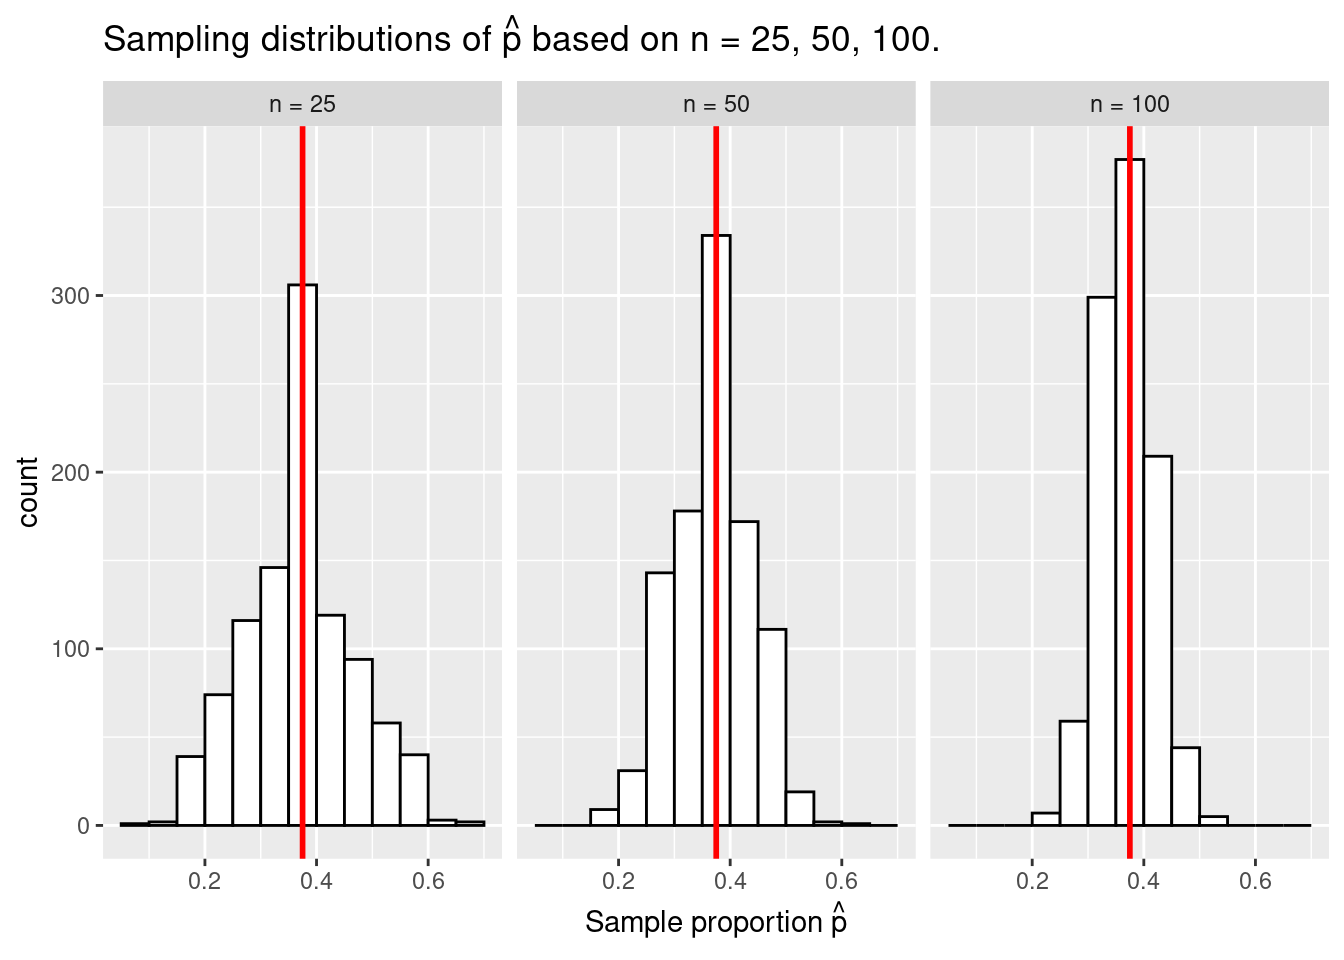 Sampling distributions of p̂ based on n = 25, 50, 100.
n = 25 n = 50 n = 100
300
200
100
0
count
0.2 0.4 0.6 0.2 0.4 0.6 0.2 0.4 0.6
Sample proportion p̂